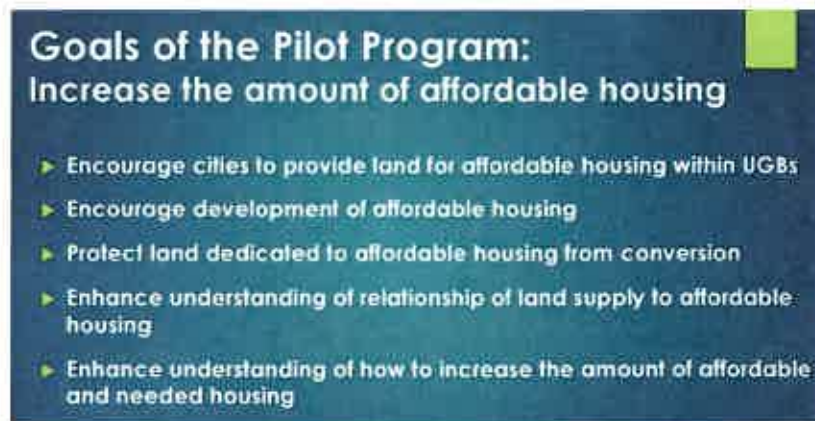 Goals of the Pilot Program:
Increase the amount of affordable housing
Encourage cities to provide land for affordable housing within UGBs
Encourage development of affordable housing
Protect land dedicated to affordable housing from conversion
Enhance understanding of relationship of land supply to affordable
housing
Enhance understanding of how to increase the amount of affordable
and needed housing